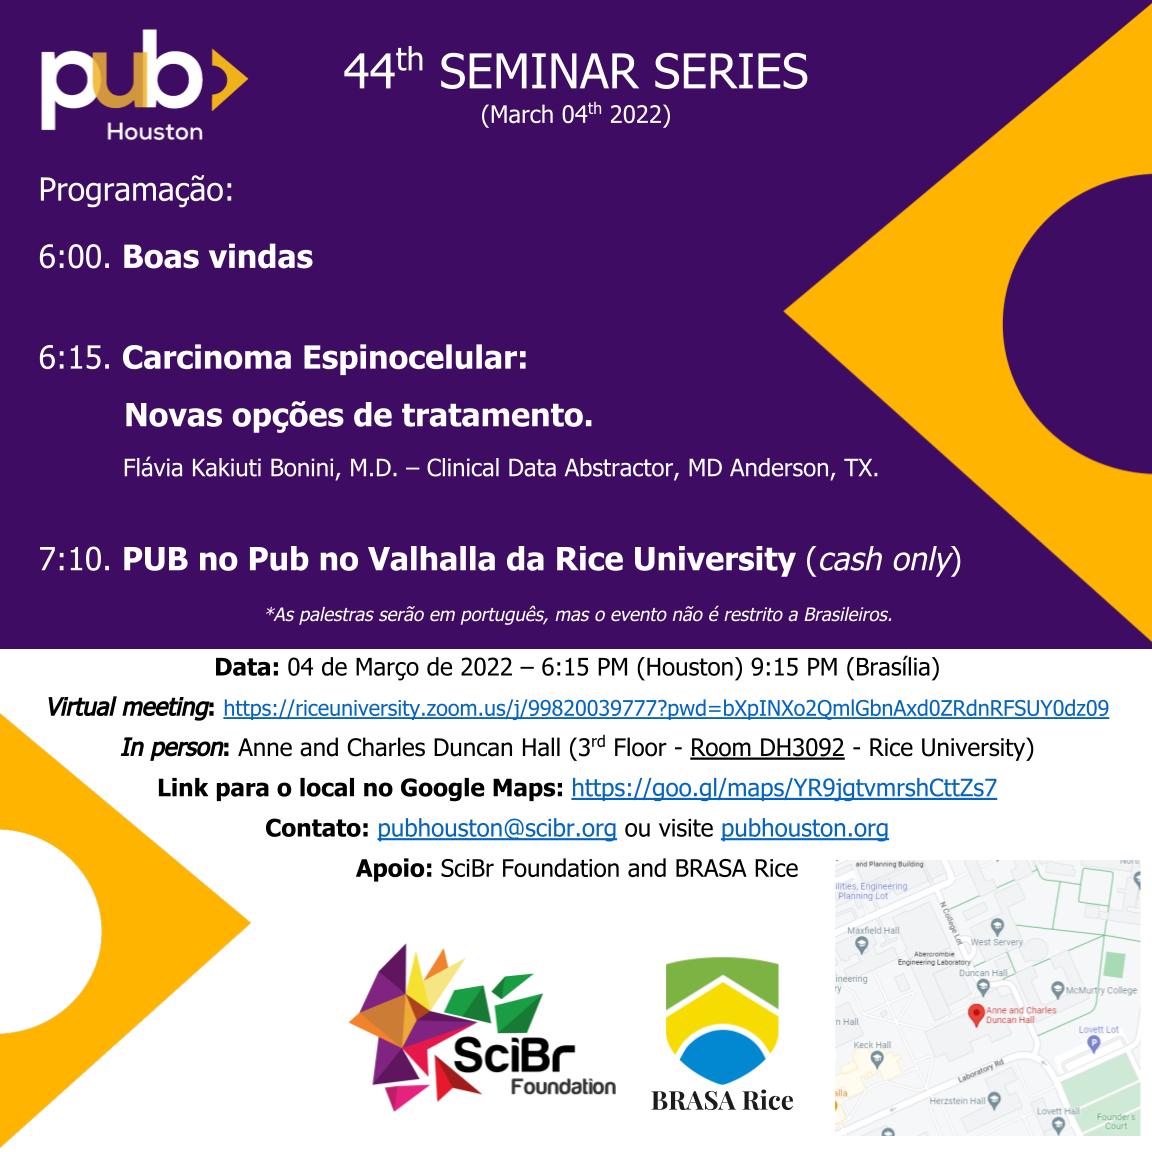 pub
Houston
44th SEMINAR SERIES
(March 04th 2022)
Programação:
6:00. Boas vindas
6:15. Carcinoma Espinocelular:
Novas opções de tratamento.
Flávia Kakiuti Bonini, M.D. – Clinical Data Abstractor, MD Anderson, TX.
7:10. PUB no Pub no Valhalla da Rice University (cash only)
*As palestras serão em português, mas o evento não é restrito a Brasileiros.
Data: 04 de Março de 2022 – 6:15 PM (Houston) 9:15 PM (Brasília)
Virtual meeting: https://riceuniversity.zoom.us/j/99820039777?pwd=bXpINXo2QmlGbnAxd0ZRdnRFSUY0dz09
In person: Anne and Charles Duncan Hall (3rd Floor - Room DH3092 - Rice University)
Link para o local no Google Maps: https://goo.gl/maps/YR9jgtvmrshCttZs7
Contato: pubhouston@scibr.org ou visite pubhouston.org
Apoio: SciBr Foundation and BRASA Rice
SciBr
Foundation
BRASA Rice
and Planning Building
ilities, Engineering
Planning Lot
N College Lot
Maxfield Hall
West Servery
Abercrombie
Engineering Laboratory
Duncan Hall
ineering
McMurtry College
Anne and Charles
Duncan Hall
n Hall
Lovett Lot
P
Keck Hall
Laboratory Rd
alla
Herzstein Hall
Lovett Hall
Founder's
Court